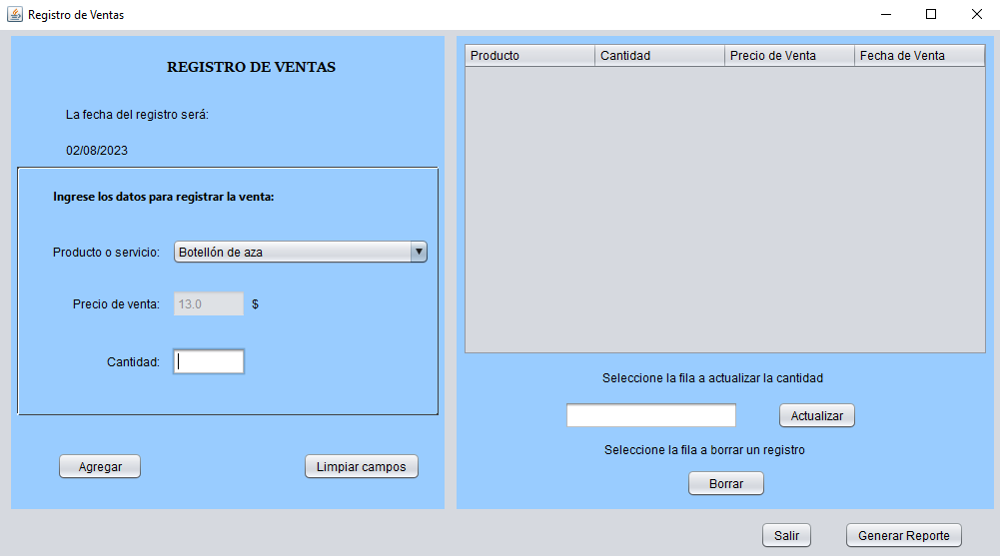 Registro de Ventas
REGISTRO DE VENTAS
La fecha del registro será:
02/08/2023
Ingrese los datos para registrar la venta:
Producto o servicio: Botellón de aza
Precio de venta: 13.0 $
Cantidad:
Agregar Limpiar campos
Producto Cantidad Precio de Venta Fecha de Venta
Seleccione la fila a actualizar la cantidad
Actualizar
Seleccione la fila a borrar un registro
Borrar
Salir Generar Reporte